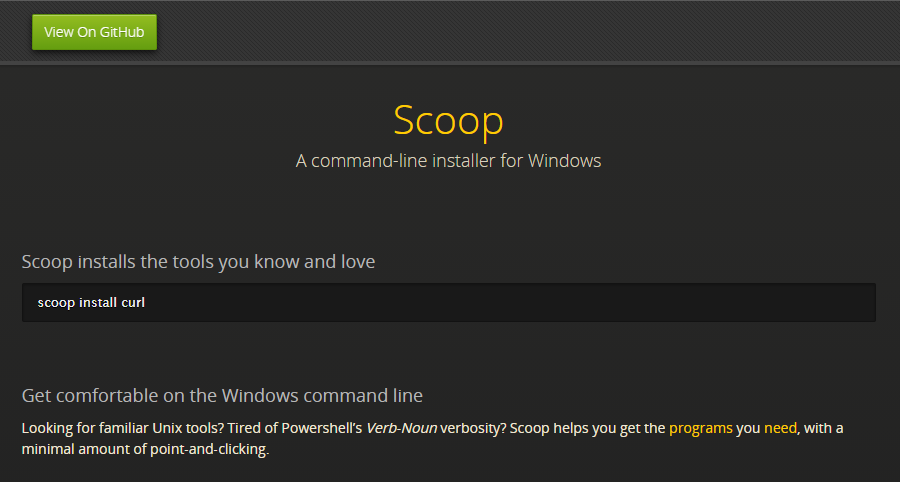 View On GitHub
Scoop
A command-line installer for Windows
Scoop installs the tools you know and love
scoop install curl
Get comfortable on the Windows command line
Looking for familiar Unix tools? Tired of Powershell’s Verb-Noun verbosity? Scoop helps you get the programs you need, with a
minimal amount of point-and-clicking.